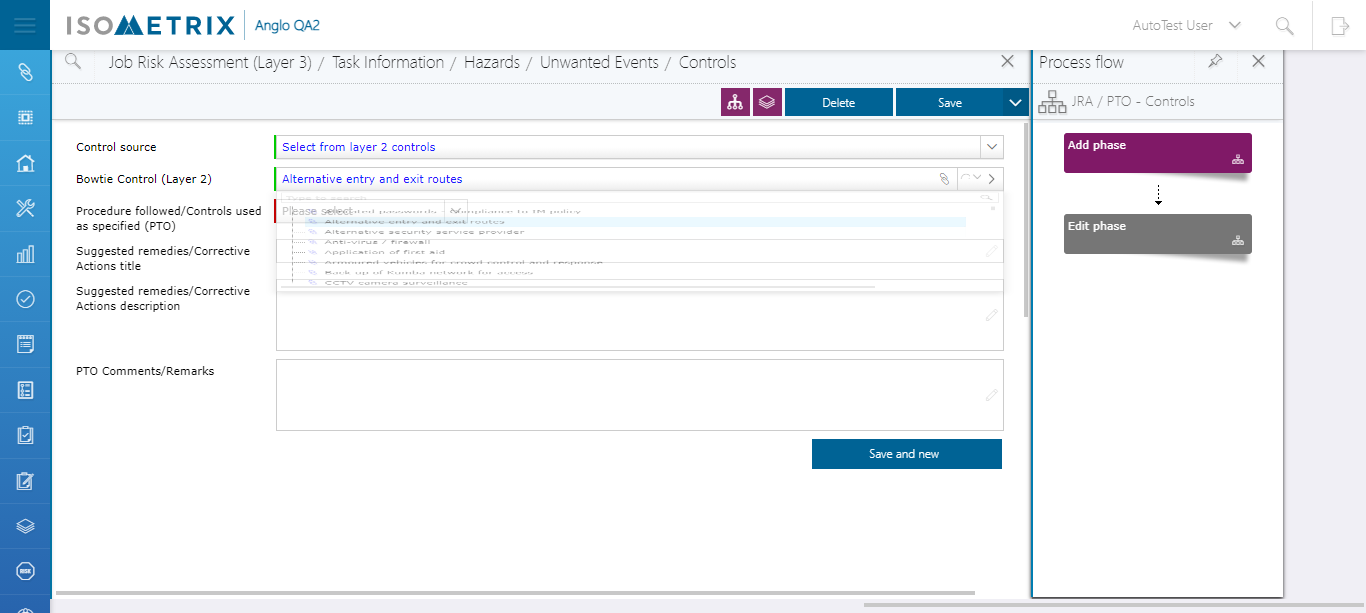 ISOMETRIX
Anglo QA2
AutoTest User
Job Risk Assessment (Layer 3) / Task Information / Hazards / Unwanted Events / Controls
Process flow
Delete
Save
JRA / PTO - Controls
Control source
Select from layer 2 controls
Add phase
Bowtie Control (Layer 2)
Alternative entry and exit routes
Procedure followed/Controls used
as specified (PTO)
Please select
passwords
compliance to IM policy
Alternative entry and exit routes
Alternative security service provider
Anti-virus / firewall
Application of first aid
Armoured vehicles for crowd control and response
Back up of Kumba network for access
CCTV camera surveillance
Edit phase
Suggested remedies/Corrective
Actions title
Suggested remedies/Corrective
Actions description
PTO Comments/Remarks
Save and new
RISK